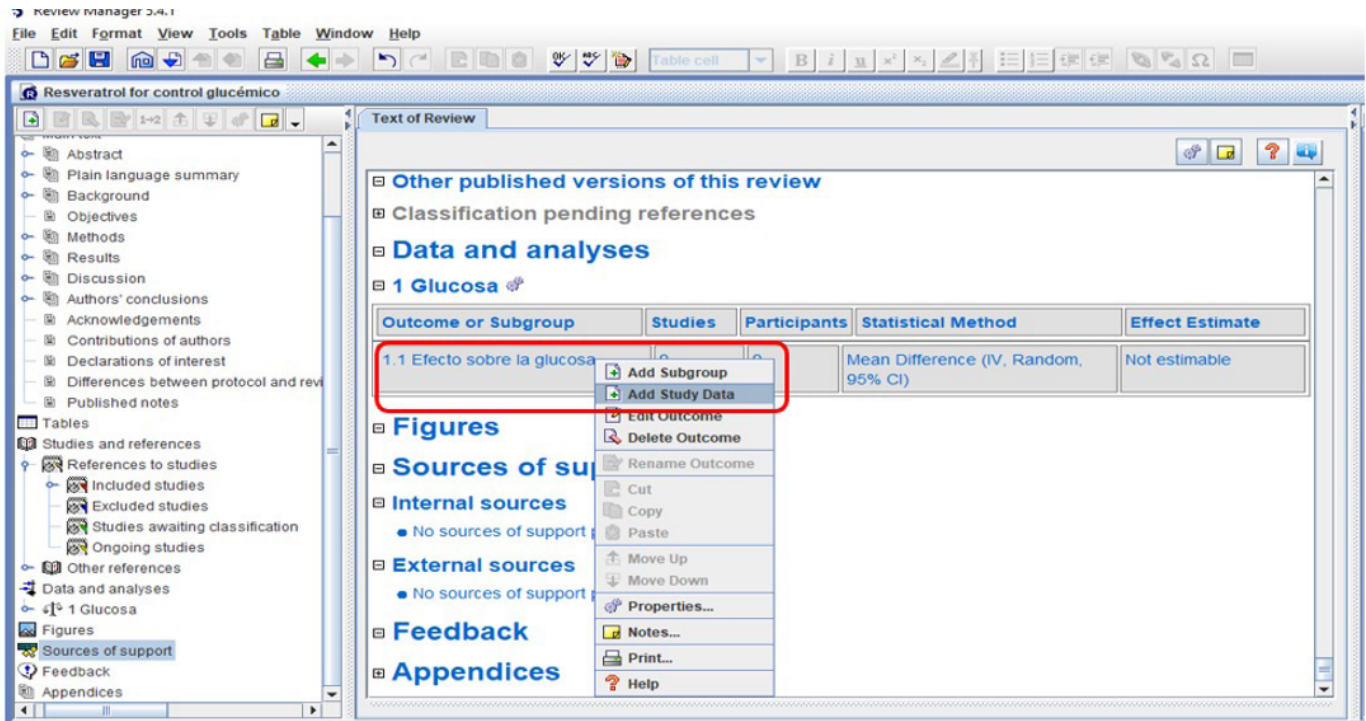 Review Manager 5.4.1
File Edit Format View Tools Table Window Help
Table cell
Resveratrol for control glucémico
Main text
Abstract
Plain language summary
Background
Objectives
Methods
Results
Discussion
Authors' conclusions
Acknowledgements
Contributions of authors
Declarations of interest
Differences between protocol and revi
Published notes
Tables
Studies and references
References to studies
Included studies
Excluded studies
Studies awaiting classification
Ongoing studies
Other references
Data and analyses
1 Glucosa
Figures
Sources of support
Feedback
Appendices
Text of Review
Other published versions of this review
Classification pending references
Data and analyses
1 Glucosa
Outcome or Subgroup Studies Participants Statistical Method Effect Estimate
1.1 Efecto sobre la glucosa Mean Difference (IV, Random, Not estimable
95% CI)
Figures
Sources of su
Internal sources
No sources of support
External sources
No sources of support
Feedback
Appendices
Add Subgroup
Add Study Data
Edit Outcome
Delete Outcome
Rename Outcome
Cut
Copy
Paste
Move Up
Move Down
Properties...
Notes...
Print...
Help